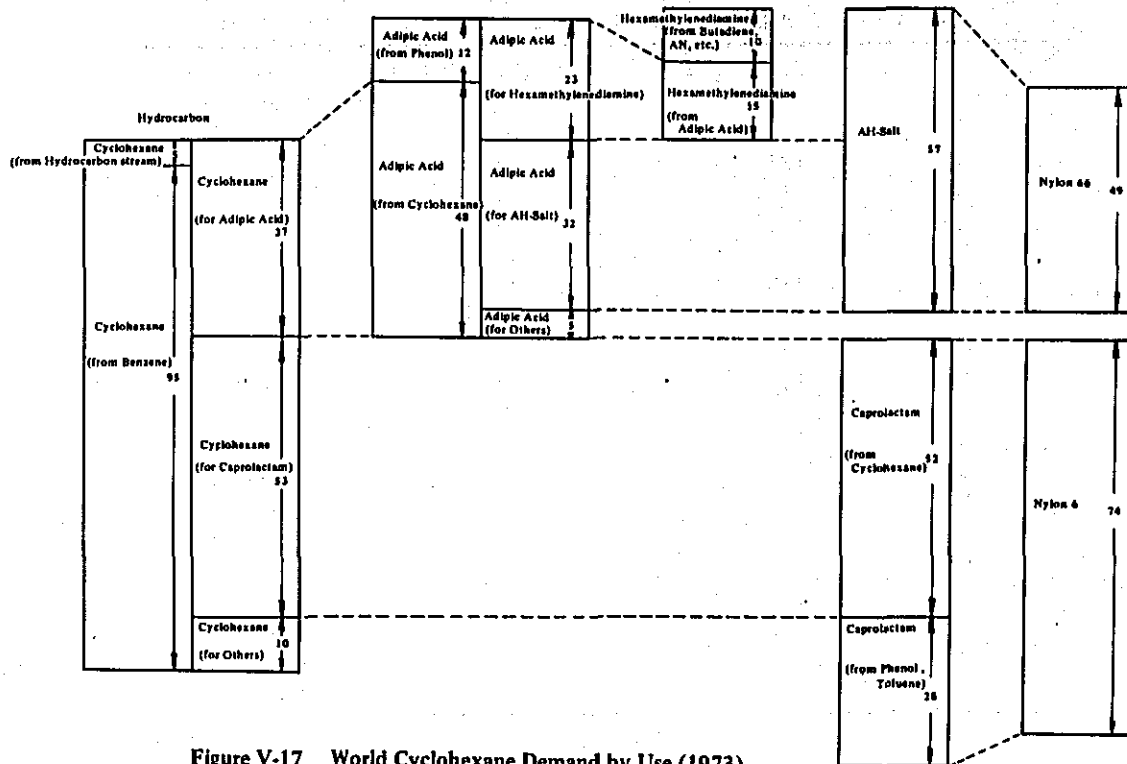 Hydrocarbon
Cyclohexane
(from Hydrocarbon stream)
5
Cyclohexane
(from Benzene)
95
Cyclohexane
(for Adipic Acid)
37
Cyclohexane
(for Caprolactam)
53
Cyclohexane
10
(for Others)
Adipic Acid
(from Phenol) 12
Adipic Acid
(from Cyclohexane)
48
Adipic Acid
23
(for Hexamethylenediamine)
Adipic Acid
(for AH-Salt)
32
Adipic Acid
(for Others) 5
Hexamethylenediamine
(from Butadiene,
AN, etc.) 10
Hexamethylenediamine
(from
Adipic Acid)
AH-Salt
57
Caprolactam
(from
Cyclohexane) 52
Caprolactam
(from Phenol,
Toluene)
Nylon 66 49
Nylon 6 74
Figure V-17 World Cyclohexane Demand by Use (1973)